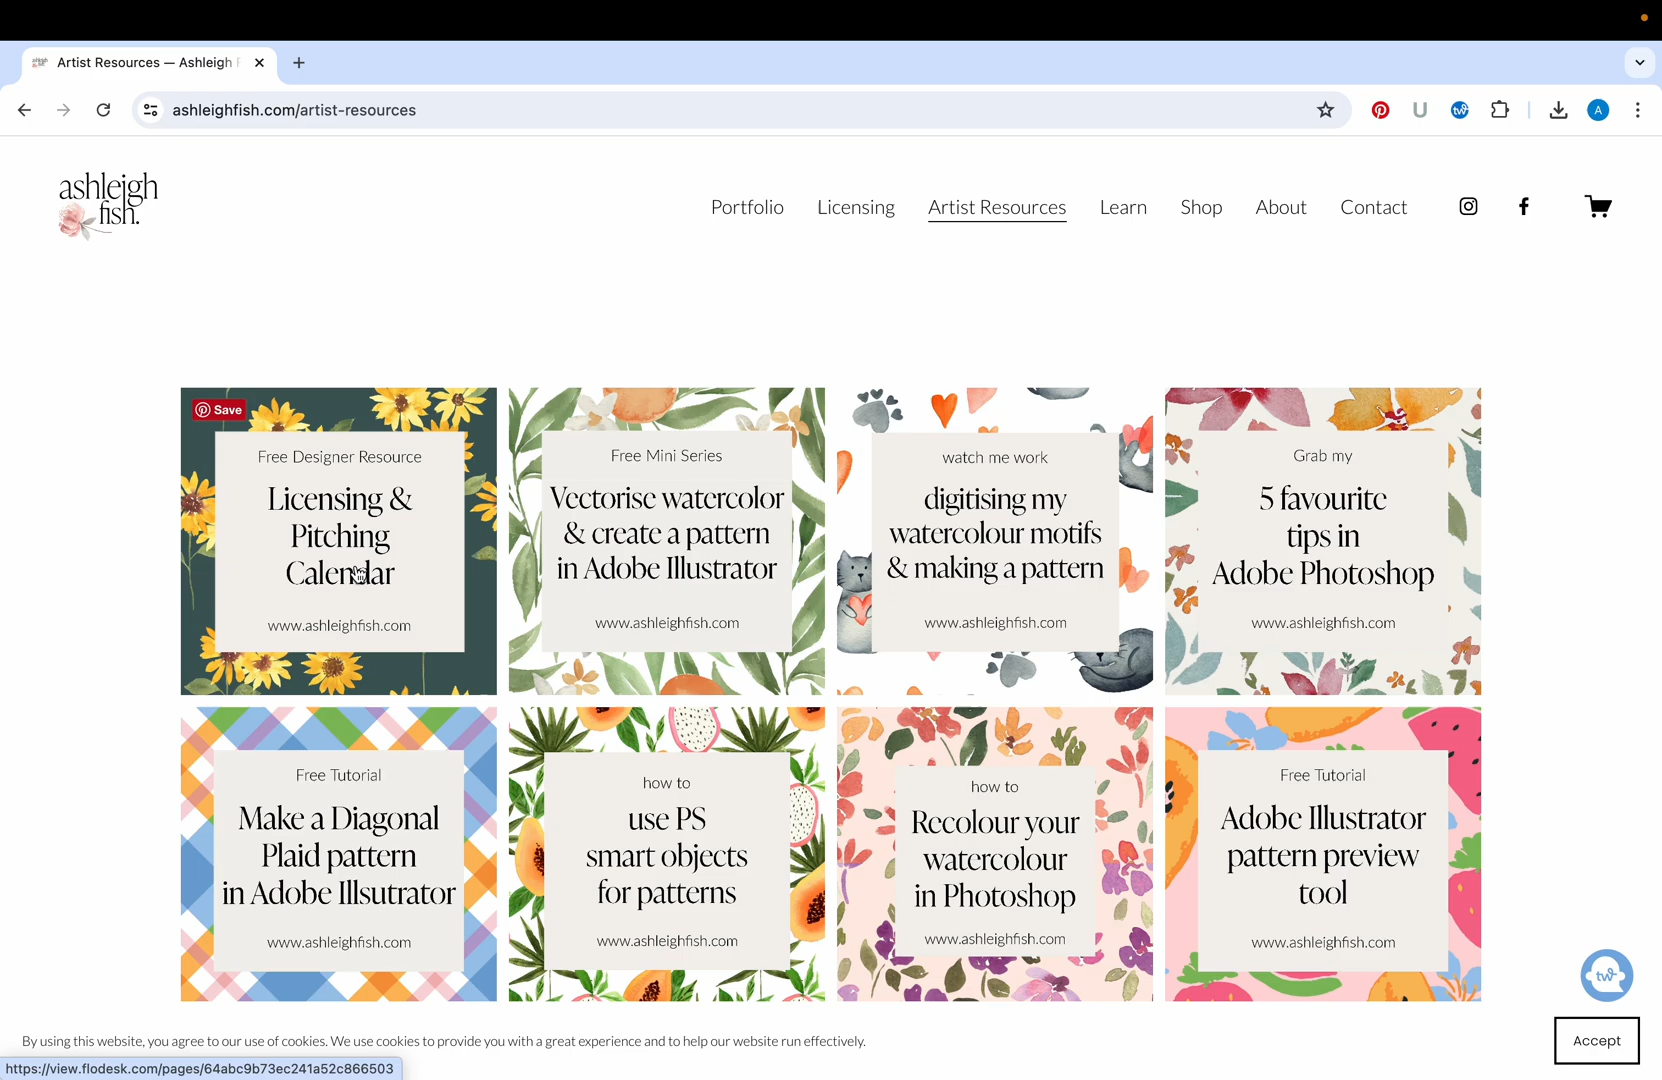 Artist Resources — Ashleigh F
ashleighfish.com/artist-resources
U
tw
A
ashleigh
fish.
Portfolio
Licensing
Artist Resources
Learn
Shop
About
Contact
Save
Free Designer Resource
Licensing &
Pitching
Calendar
www.ashleighfish.com
Free Mini Series
Vectorise watercolor
& create a pattern
in Adobe Illustrator
www.ashleighfish.com
watch me work
digitising my
watercolour motifs
& making a pattern
www.ashleighfish.com
Grab my
5 favourite
tips in
Adobe Photoshop
www.ashleighfish.com
Free Tutorial
Make a Diagonal
Plaid pattern
in Adobe Illsutrator
www.ashleighfish.com
how to
use PS
smart objects
for patterns
www.ashleighfish.com
how to
Recolour your
watercolour
in Photoshop
www.ashleighfish.com
Free Tutorial
Adobe Illustrator
pattern preview
tool
www.ashleighfish.com
tw
By using this website, you agree to our use of cookies. We use cookies to provide you with a great experience and to help our website run effectively.
Accept
https://view.flodesk.com/pages/64abc9b73ec241a52c866503